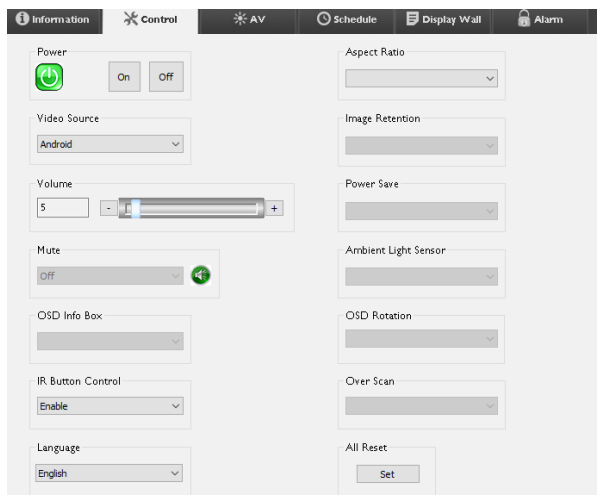 Information Control AV Schedule Display Wall Alarm
Power
On Off
Video Source
Android
Volume
5 - +
Mute
Off
OSD Info Box
IR Button Control
Enable
Language
English
Aspect Ratio
Image Retention
Power Save
Ambient Light Sensor
OSD Rotation
Over Scan
All Reset
Set